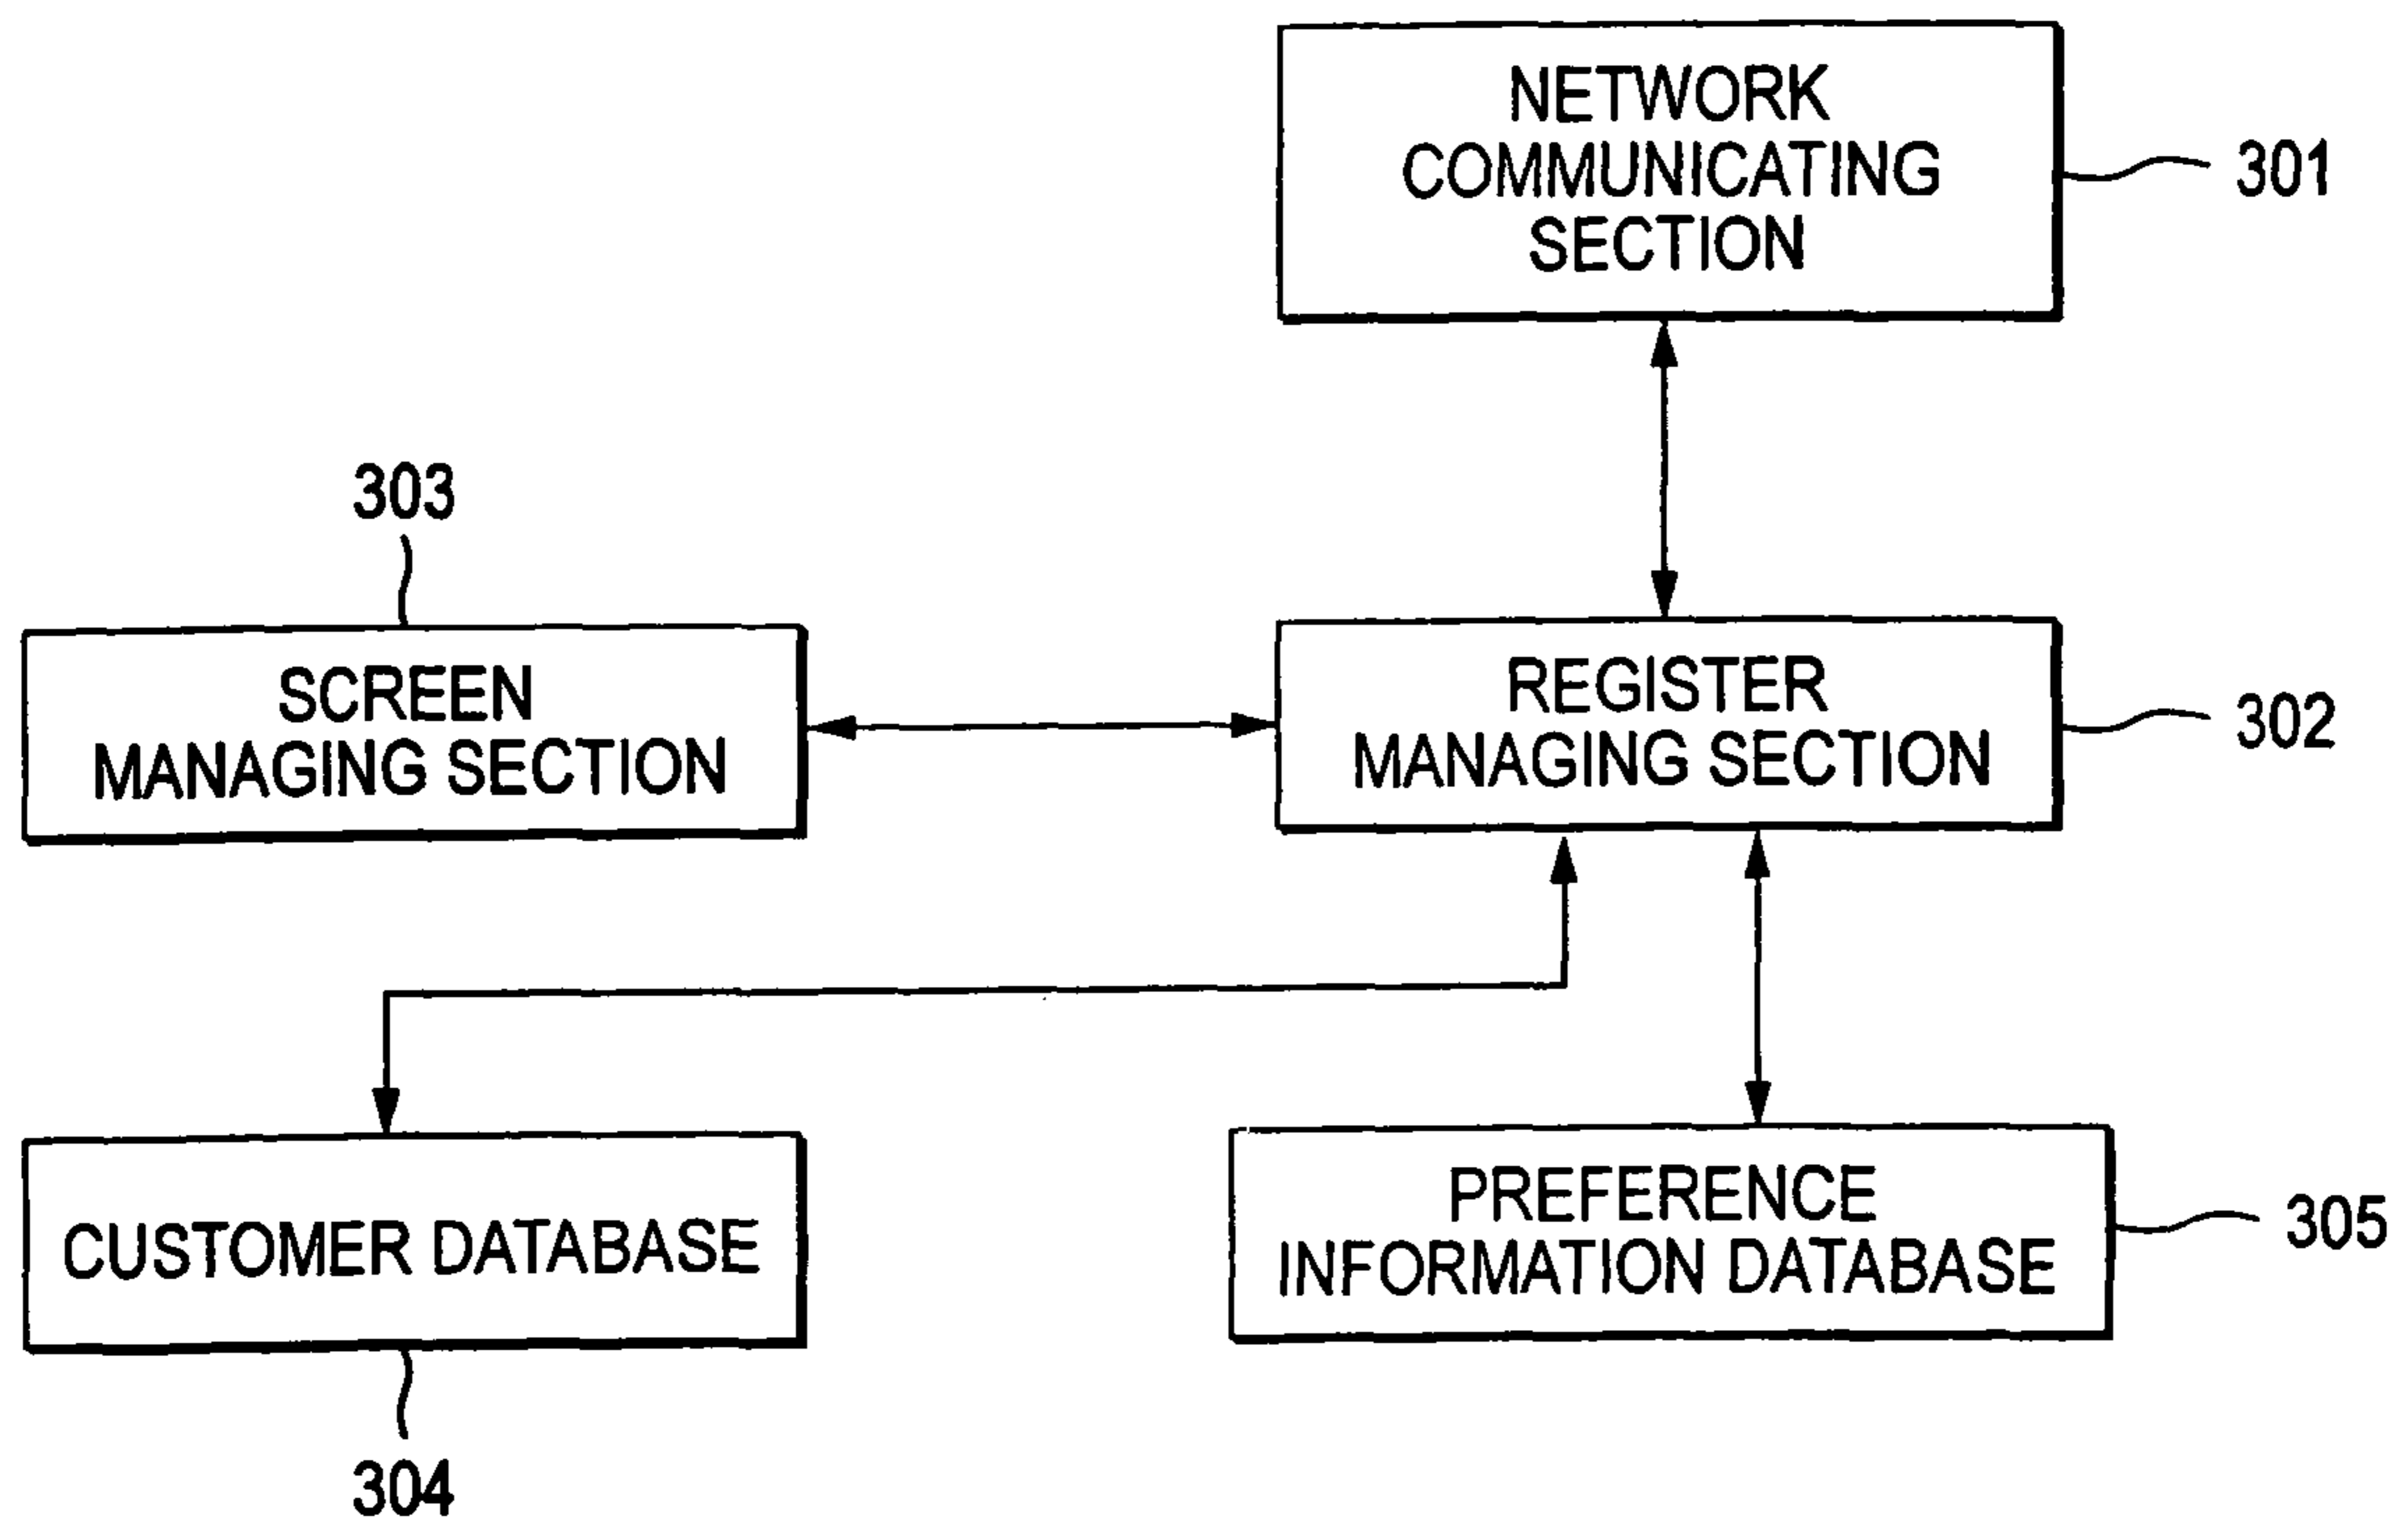 NETWORK
COMMUNICATING
SECTION
301
303
SCREEN
MANAGING SECTION
REGISTER
MANAGING SECTION
302
CUSTOMER DATABASE
304
PREFERENCE
INFORMATION DATABASE
305